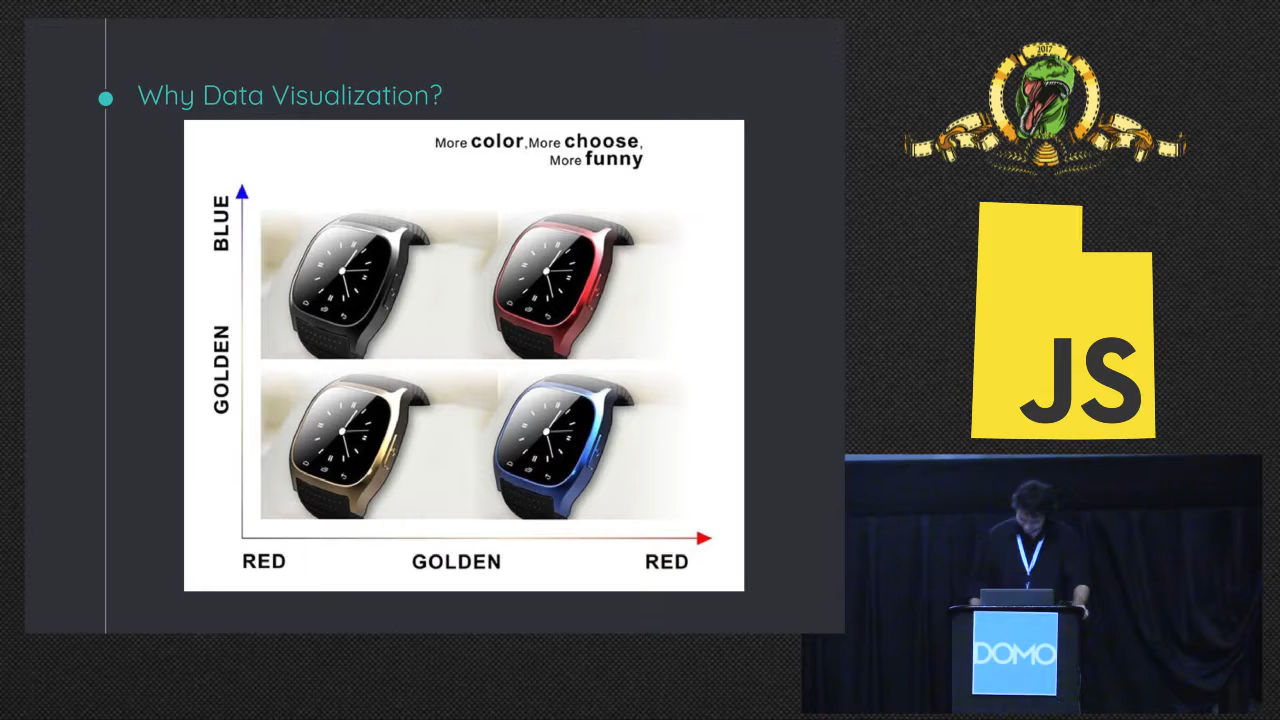 Why Data Visualization?
More color,More choose,
More funny
BLUE
GOLDEN
RED GOLDEN RED
2017
JS
DOMO